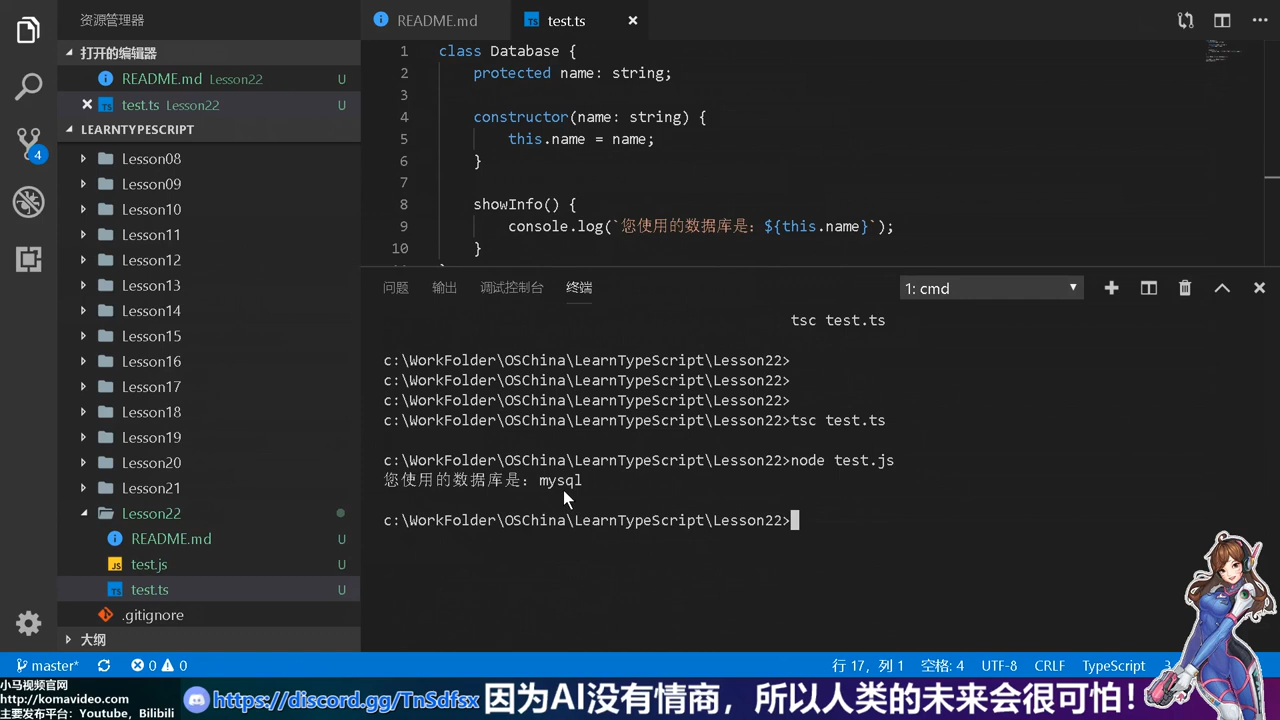 资源管理器
打开的编辑器
README.md Lesson22 U
test.ts Lesson22 U
LEARNTYPESCRIPT
Lesson08
Lesson09
Lesson10
Lesson11
Lesson12
Lesson13
Lesson14
Lesson15
Lesson16
Lesson17
Lesson18
Lesson19
Lesson20
Lesson21
Lesson22
README.md U
JS test.js U
TS test.ts U
.gitignore
大纲
4
README.md
TS test.ts
1 class Database {
2 protected name: string;
3
4 constructor(name: string) {
5 this.name = name;
6 }
7
8 showInfo() {
9 console.log(`您使用的数据库是：${this.name}`);
10 }
问题 输出 调试控制台 终端 1: cmd
tsc test.ts
c:\WorkFolder\OSChina\LearnTypeScript\Lesson22>
c:\WorkFolder\OSChina\LearnTypeScript\Lesson22>
c:\WorkFolder\OSChina\LearnTypeScript\Lesson22>
c:\WorkFolder\OSChina\LearnTypeScript\Lesson22>tsc test.ts
c:\WorkFolder\OSChina\LearnTypeScript\Lesson22>node test.js
您使用的数据库是：mysql
c:\WorkFolder\OSChina\LearnTypeScript\Lesson22>
master* 0 0 行 17，列 1 空格: 4 UTF-8 CRLF TypeScript
小马视频官网
http://komavideo.com
主要发布平台：Youtube，Bilibili
https://discord.gg/TnSdfsx 因为AI没有情商，所以人类的未来会很可怕！